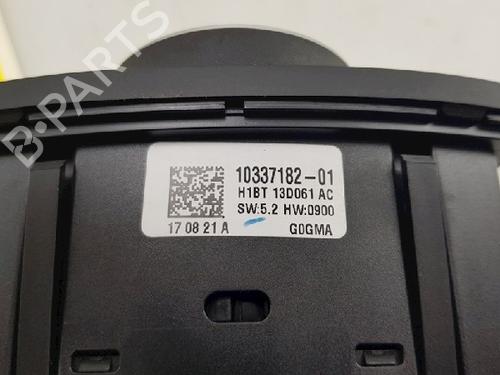 B-PARTS
10337182-01
H1BT 13D061 AC
SW:5.2 HW:0900
17 08 21 A
G0GMA